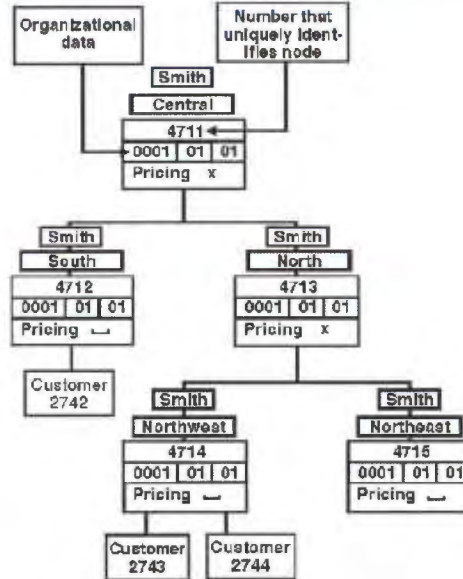 Organizational
data
Number that
uniquely ident-
ifies node
Smith
Central
4711
0001 01 01
Pricing x
Smith
South
4712
0001 01 01
Pricing
Customer
2742
Smith
North
4713
0001 01 01
Pricing x
Smith
Northwest
4714
0001 01 01
Pricing
Customer
2743
Customer
2744
Smith
Northeast
4715
0001 01 01
Pricing